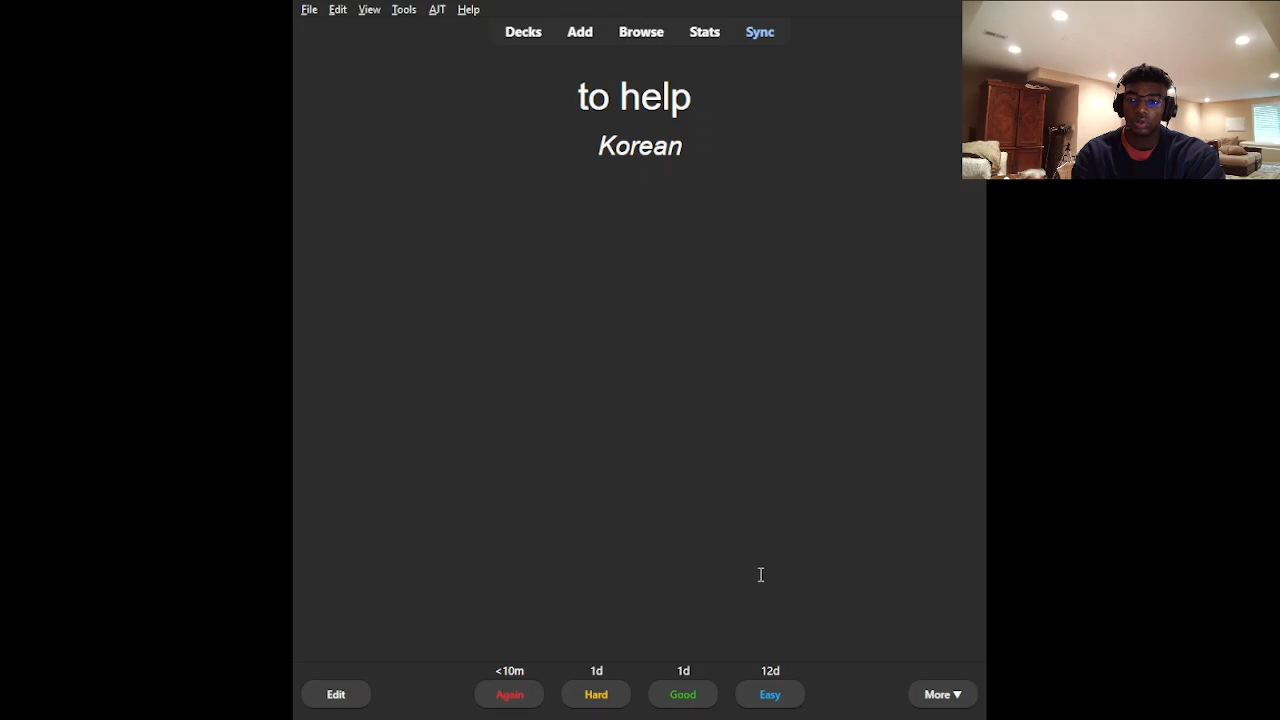 File Edit View Tools AJT Help
Decks Add Browse Stats Sync
to help
Korean
<10m 1d 1d 12d
Edit Again Hard Good Easy More ▼